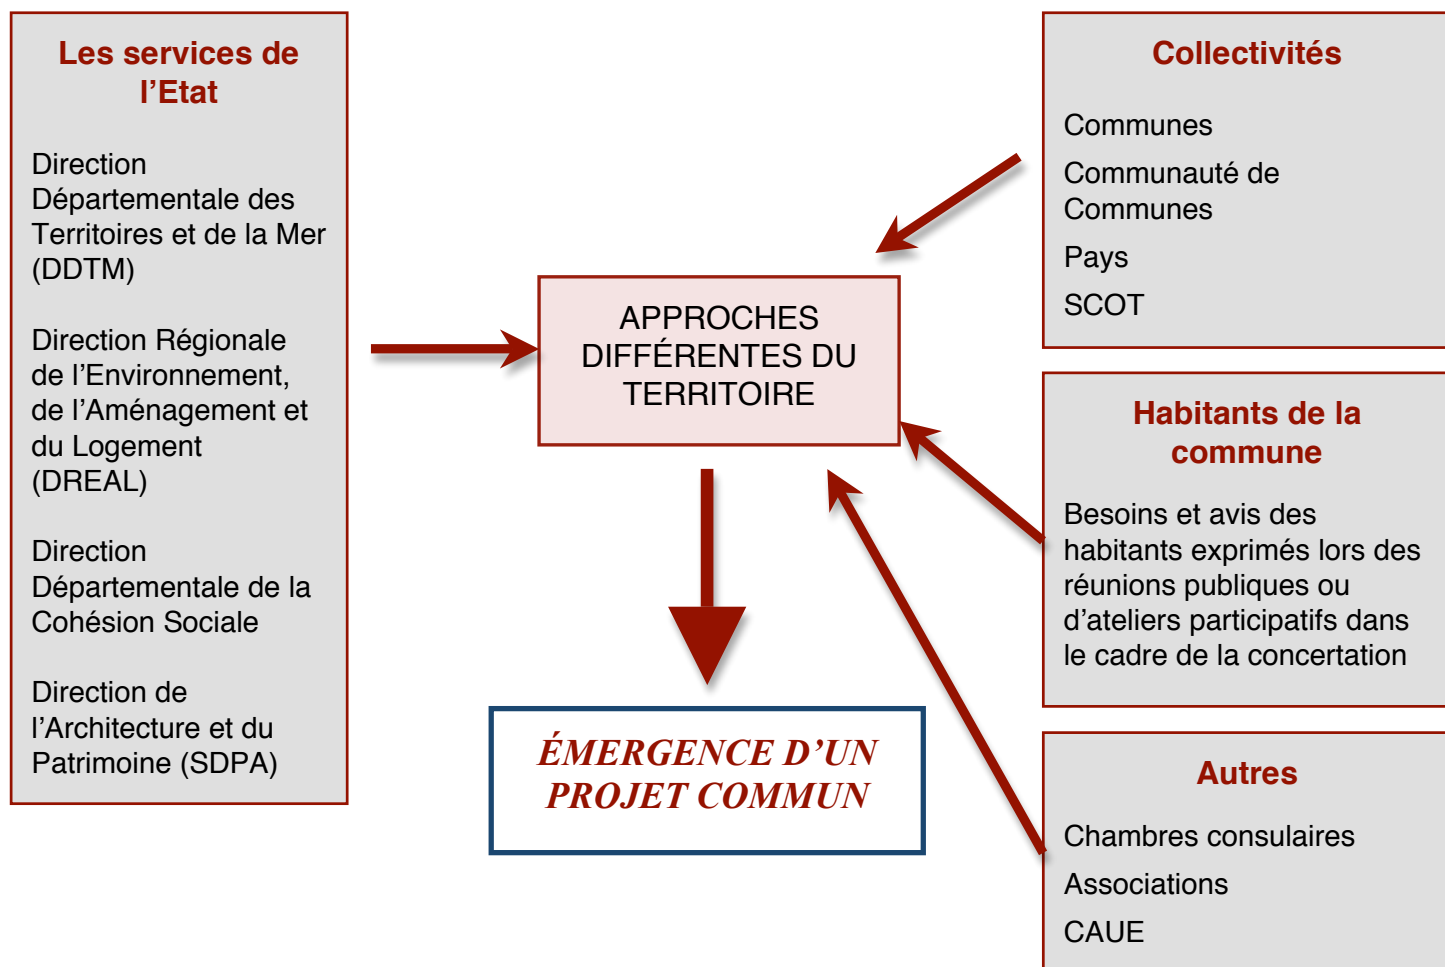 Les services de
l’Etat
Direction
Départementale des
Territoires et de la Mer
(DDTM)
Direction Régionale
de l’Environnement,
de l’Aménagement et
du Logement
(DREAL)
Direction
Départementale de la
Cohésion Sociale
Direction de
l’Architecture et du
Patrimoine (SDPA)
APPROCHES
DIFFÉRENTES DU
TERRITOIRE
ÉMERGENCE D’UN
PROJET COMMUN
Collectivités
Communes
Communauté de
Communes
Pays
SCOT
Habitants de la
commune
Besoins et avis des
habitants exprimés lors des
réunions publiques ou
d’ateliers participatifs dans
le cadre de la concertation
Autres
Chambres consulaires
Associations
CAUE